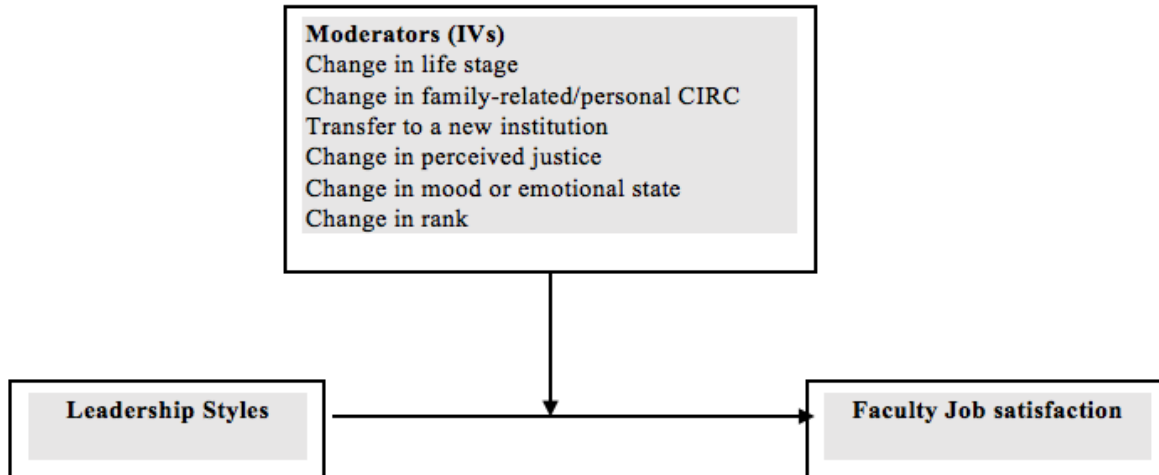 Moderators (IVs)
Change in life stage
Change in family-related/personal CIRC
Transfer to a new institution
Change in perceived justice
Change in mood or emotional state
Change in rank
Leadership Styles
Faculty Job satisfaction